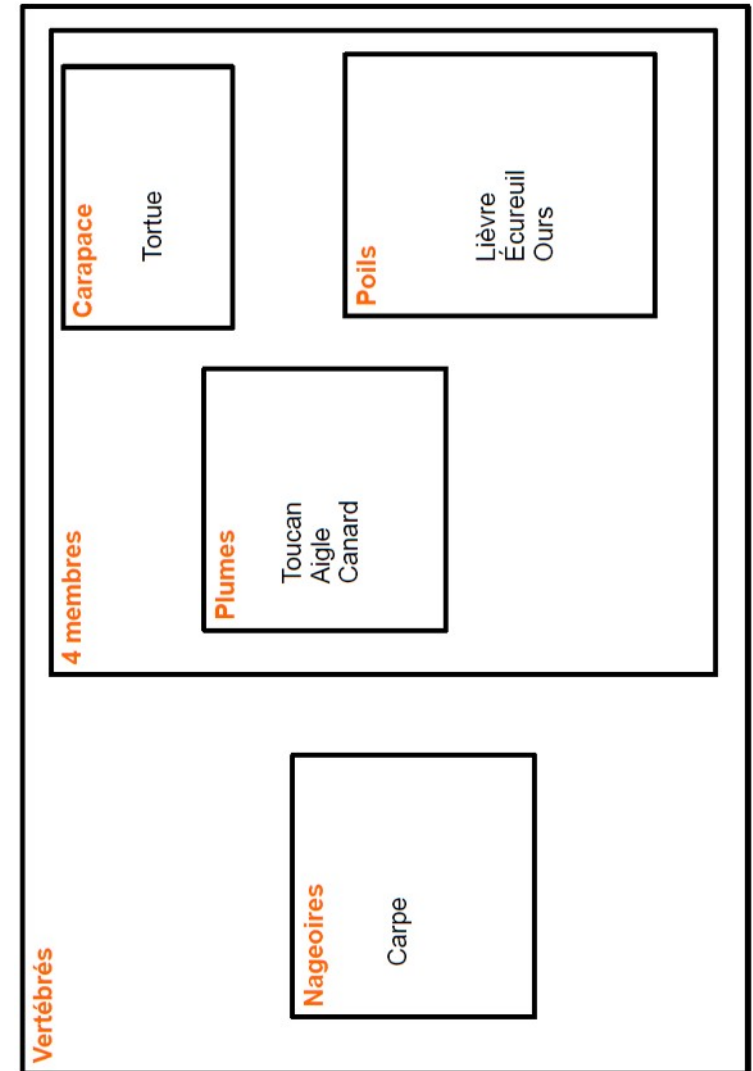 Vertébrés
Nageoires
Carpe
4 membres
Plumes
Toucan
Aigle
Canard
Carapace
Tortue
Poils
Lièvre
Écureuil
Ours